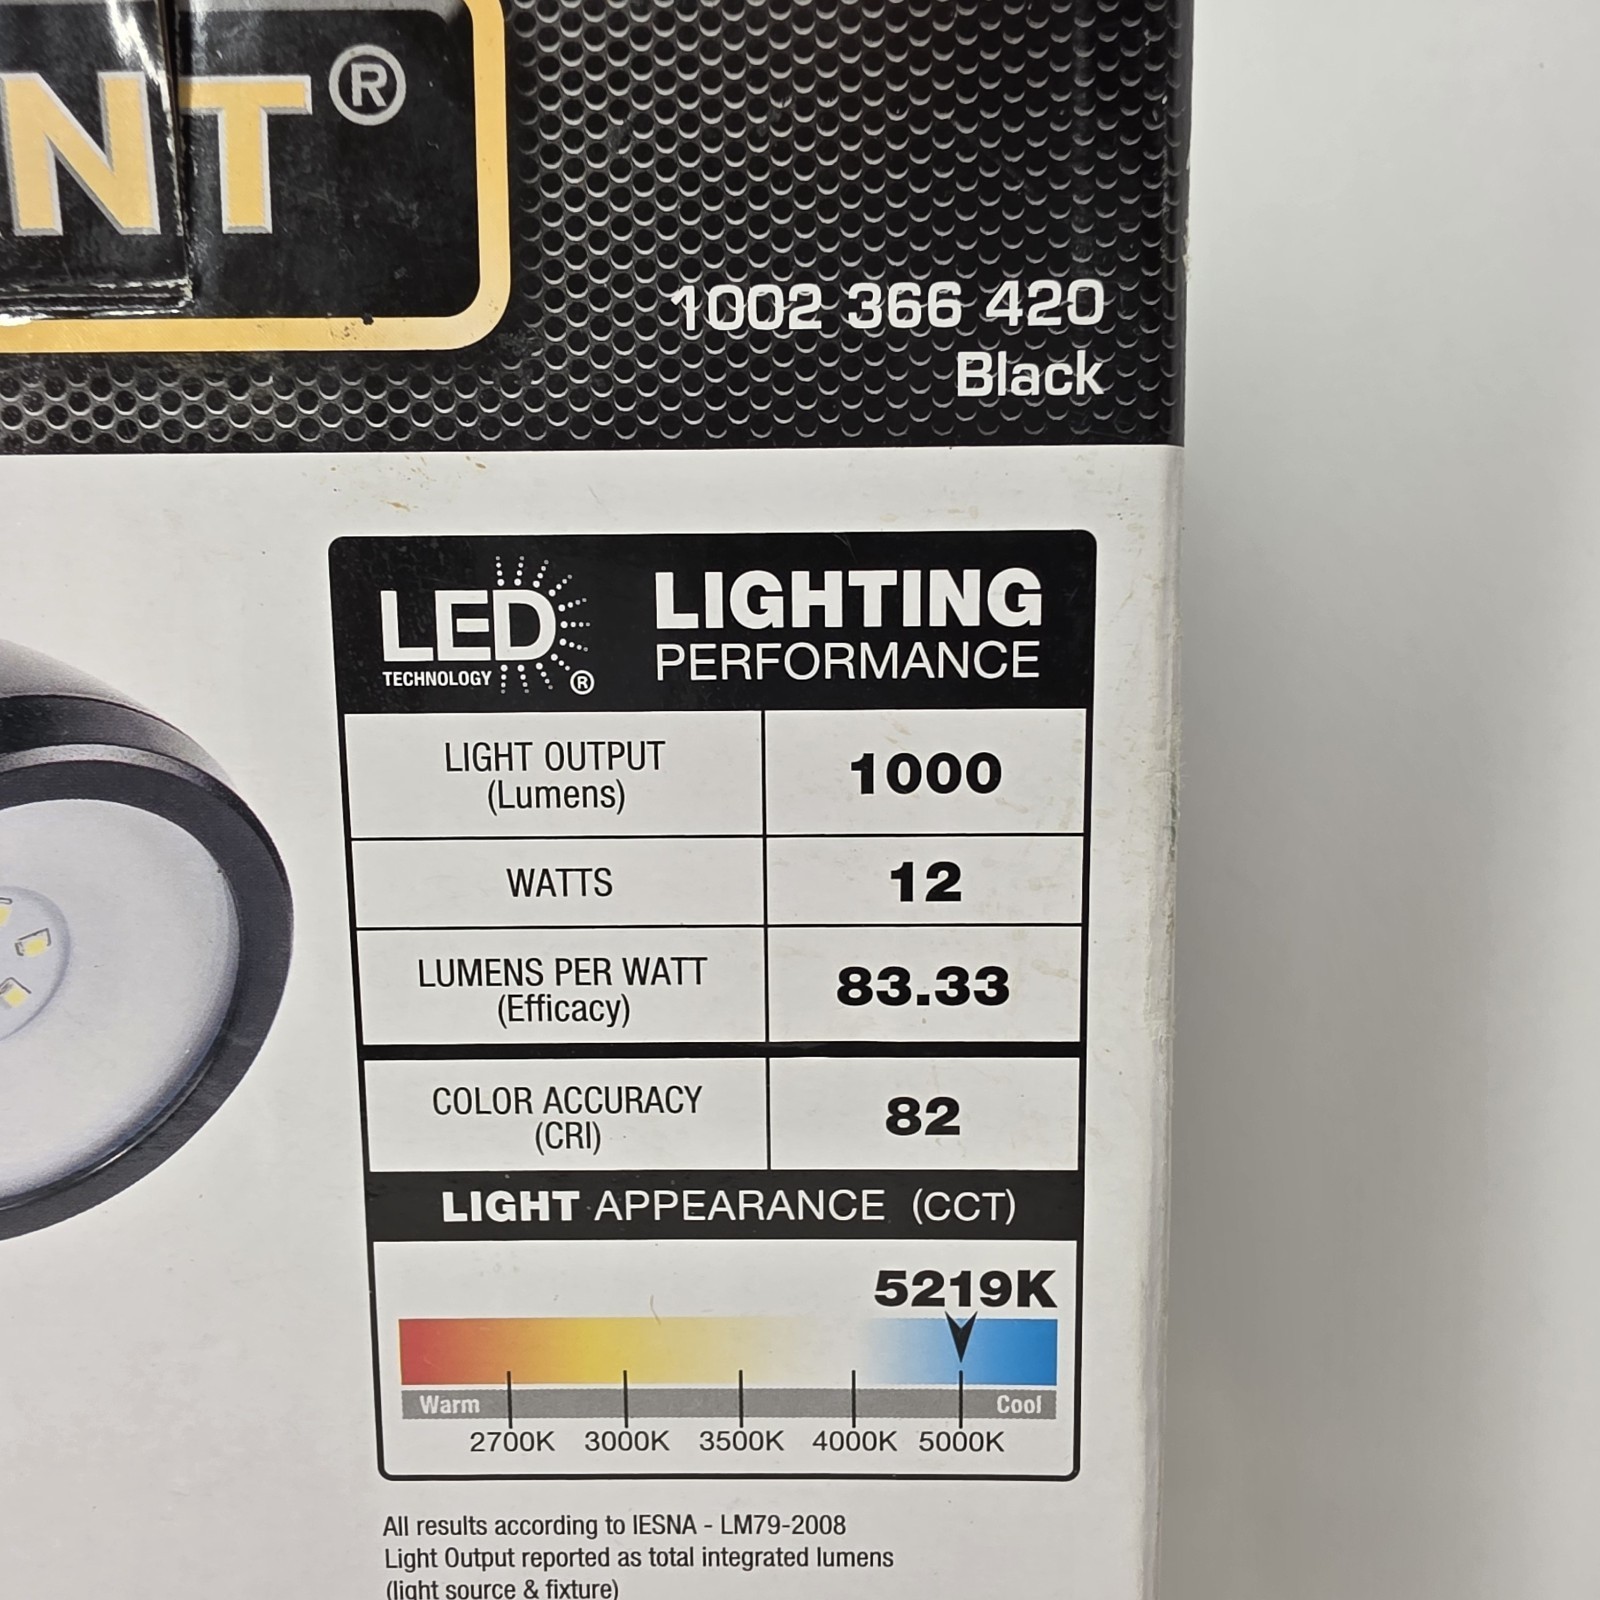 NT®
1002 366 420
Black
LED
TECHNOLOGY ®
LIGHTING
PERFORMANCE
LIGHT OUTPUT
(Lumens)
1000
WATTS
12
LUMENS PER WATT
(Efficacy)
83.33
COLOR ACCURACY
(CRI)
82
LIGHT APPEARANCE (CCT)
5219K
Warm Cool
2700K 3000K 3500K 4000K 5000K
All results according to IESNA - LM79-2008
Light Output reported as total integrated lumens
(light source & fixture)